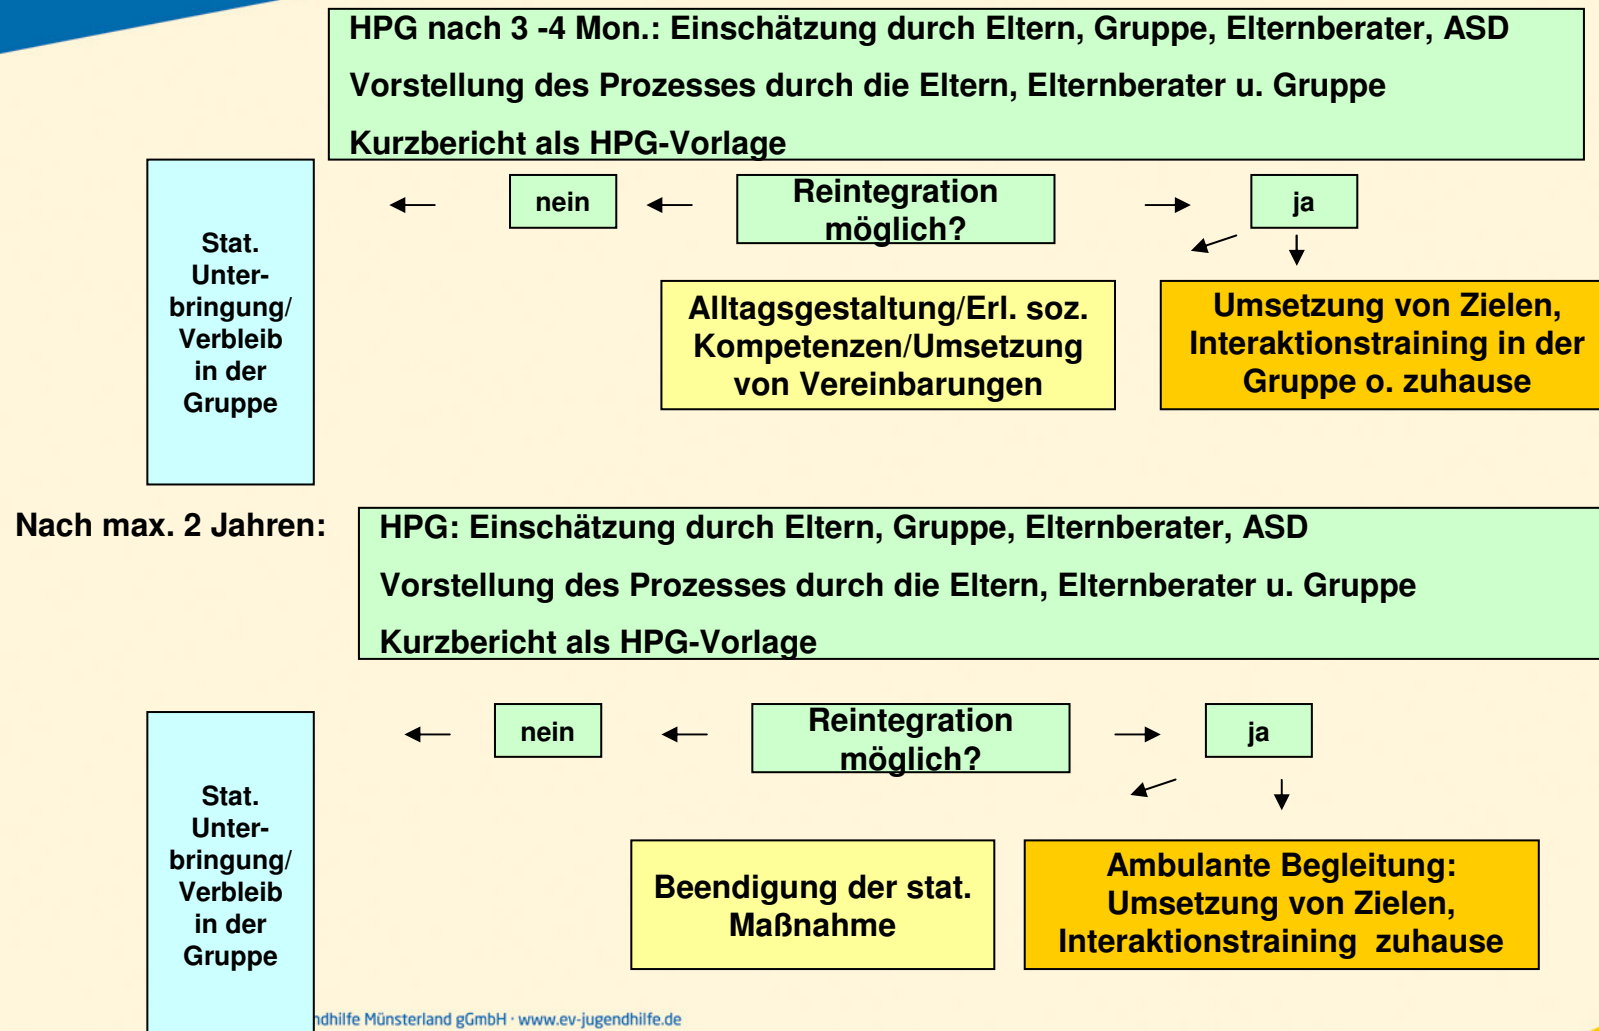 HPG nach 3 -4 Mon.: Einschätzung durch Eltern, Gruppe, Elternberater, ASD
Vorstellung des Prozesses durch die Eltern, Elternberater u. Gruppe
Kurzbericht als HPG-Vorlage
Stat.
Unter-
bringung/
Verbleib
in der
Gruppe
nein
Reintegration
möglich?
ja
Alltagsgestaltung/Erl. soz.
Kompetenzen/Umsetzung
von Vereinbarungen
Umsetzung von Zielen,
Interaktionstraining in der
Gruppe o. zuhause
Nach max. 2 Jahren:
HPG: Einschätzung durch Eltern, Gruppe, Elternberater, ASD
Vorstellung des Prozesses durch die Eltern, Elternberater u. Gruppe
Kurzbericht als HPG-Vorlage
Stat.
Unter-
bringung/
Verbleib
in der
Gruppe
nein
Reintegration
möglich?
ja
Beendigung der stat.
Maßnahme
Ambulante Begleitung:
Umsetzung von Zielen,
Interaktionstraining zuhause
ndhilfe Münsterland gGmbH · www.ev-jugendhilfe.de